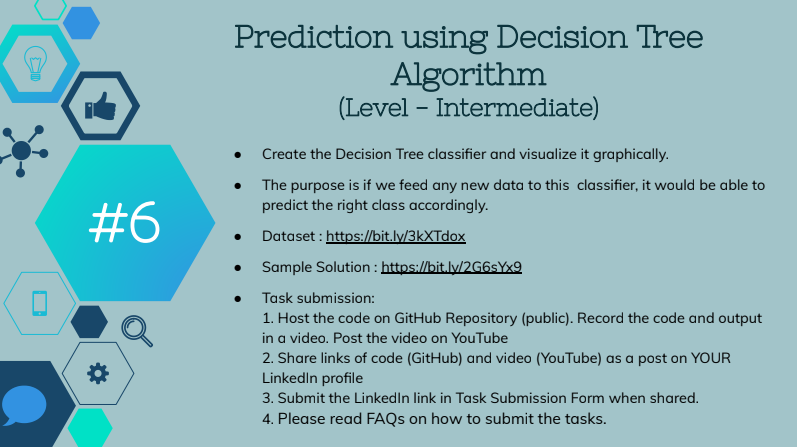 Prediction using Decision Tree
Algorithm
(Level - Intermediate)
#6
● Create the Decision Tree classifier and visualize it graphically.
● The purpose is if we feed any new data to this classifier, it would be able to
predict the right class accordingly.
● Dataset : https://bit.ly/3kXTdox
● Sample Solution : https://bit.ly/2G6sYx9
● Task submission:
1. Host the code on GitHub Repository (public). Record the code and output
in a video. Post the video on YouTube
2. Share links of code (GitHub) and video (YouTube) as a post on YOUR
LinkedIn profile
3. Submit the LinkedIn link in Task Submission Form when shared.
4. Please read FAQs on how to submit the tasks.